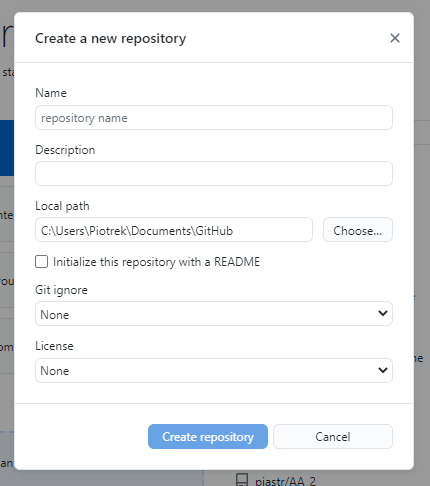 Create a new repository
Name
repository name
Description
Local path
C:\Users\Piotrek\Documents\GitHub
Choose...
Initialize this repository with a README
Git ignore
None
License
None
Create repository
Cancel
piastr/AA_2